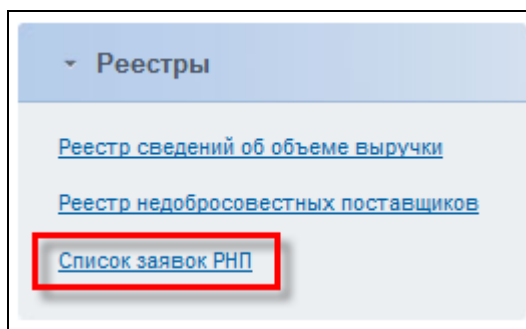 Реестры
Реестр сведений об объеме выручки
Реестр недобросовестных поставщиков
Список заявок РНП